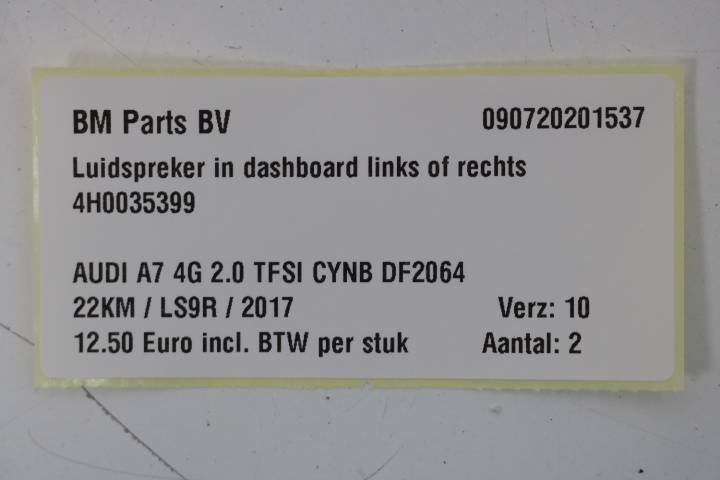 BM Parts BV 090720201537
Luidspreker in dashboard links of rechts
4H0035399
AUDI A7 4G 2.0 TFSI CYNB DF2064
22KM / LS9R / 2017 Verz: 10
12.50 Euro incl. BTW per stuk Aantal: 2